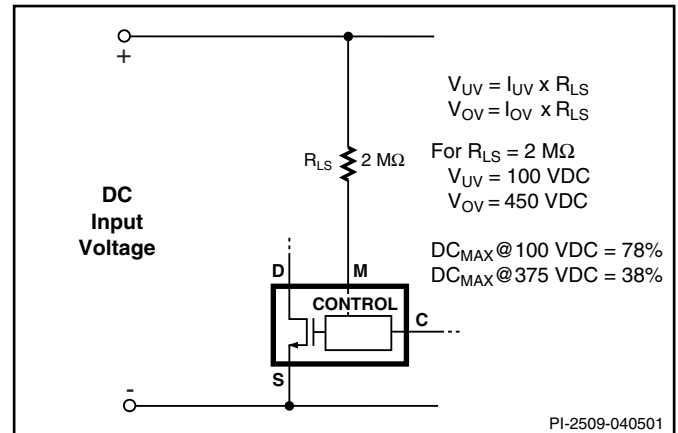 +
V_UV = I_UV x R_LS
V_OV = I_OV x R_LS
R_LS 2 MΩ
For R_LS = 2 MΩ
V_UV = 100 VDC
V_OV = 450 VDC
DC
Input
Voltage
DC_MAX@100 VDC = 78%
DC_MAX@375 VDC = 38%
D M
CONTROL
C
S
-
PI-2509-040501